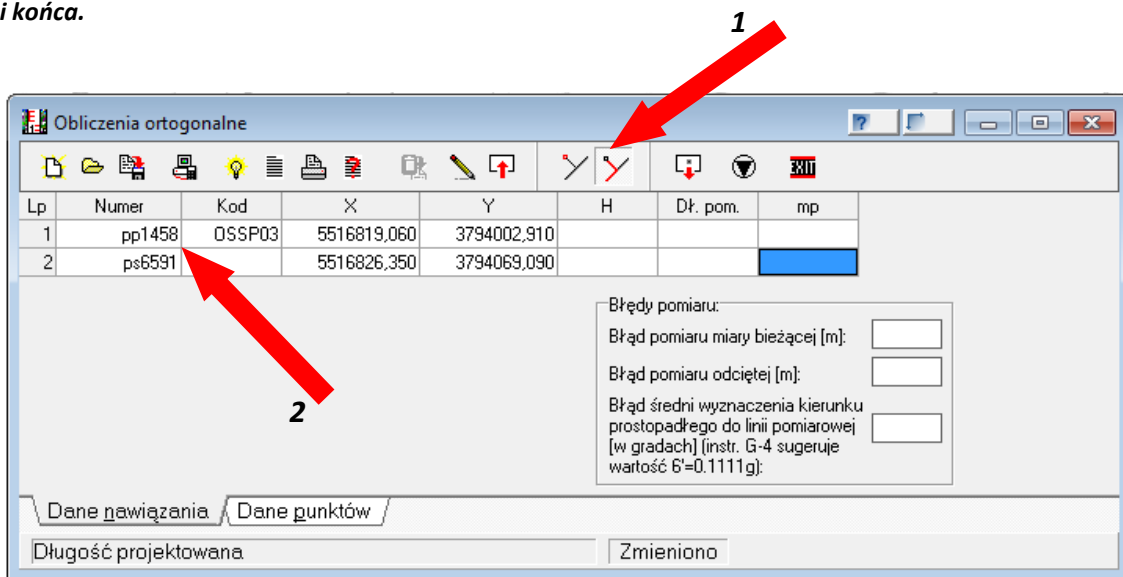 i końca.
1
Obliczenia ortogonalne
EXIT
Lp Numer Kod X Y H Dł. pom. mp
1 pp1458 OSSP03 5516819,060 3794002,910
2 ps6591 5516826,350 3794069,090
2
Błędy pomiaru:
Błąd pomiaru miary bieżącej [m]:
Błąd pomiaru odciętej [m]:
Błąd średni wyznaczenia kierunku
prostopadłego do linii pomiarowej
[w gradach] (instr. G-4 sugeruje
wartość 6'=0.1111g):
Dane nawiązania Dane punktów
Długość projektowana Zmieniono